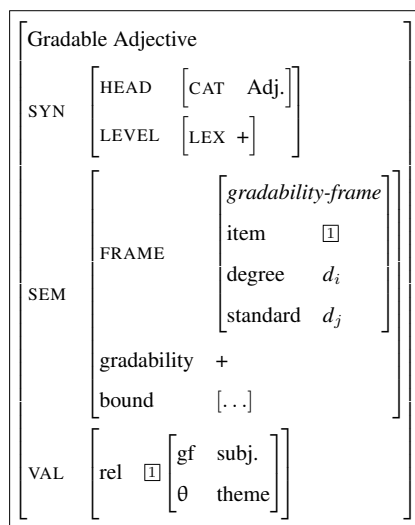 Gradable Adjective
SYN HEAD CAT Adj.
LEVEL LEX +
SEM FRAME gradability-frame
item 1
degree d_i
standard d_j
gradability +
bound [...]
VAL rel 1 gf subj.
θ theme